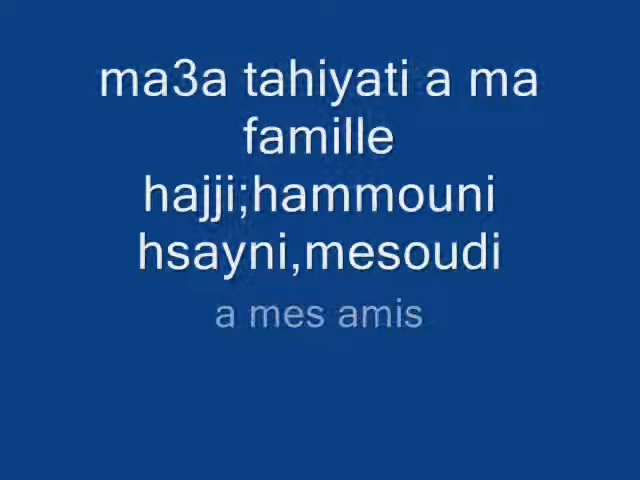 ma3a tahiyati a ma
famille
hajji;hammouni
hsayni,mesoudi
a mes amis